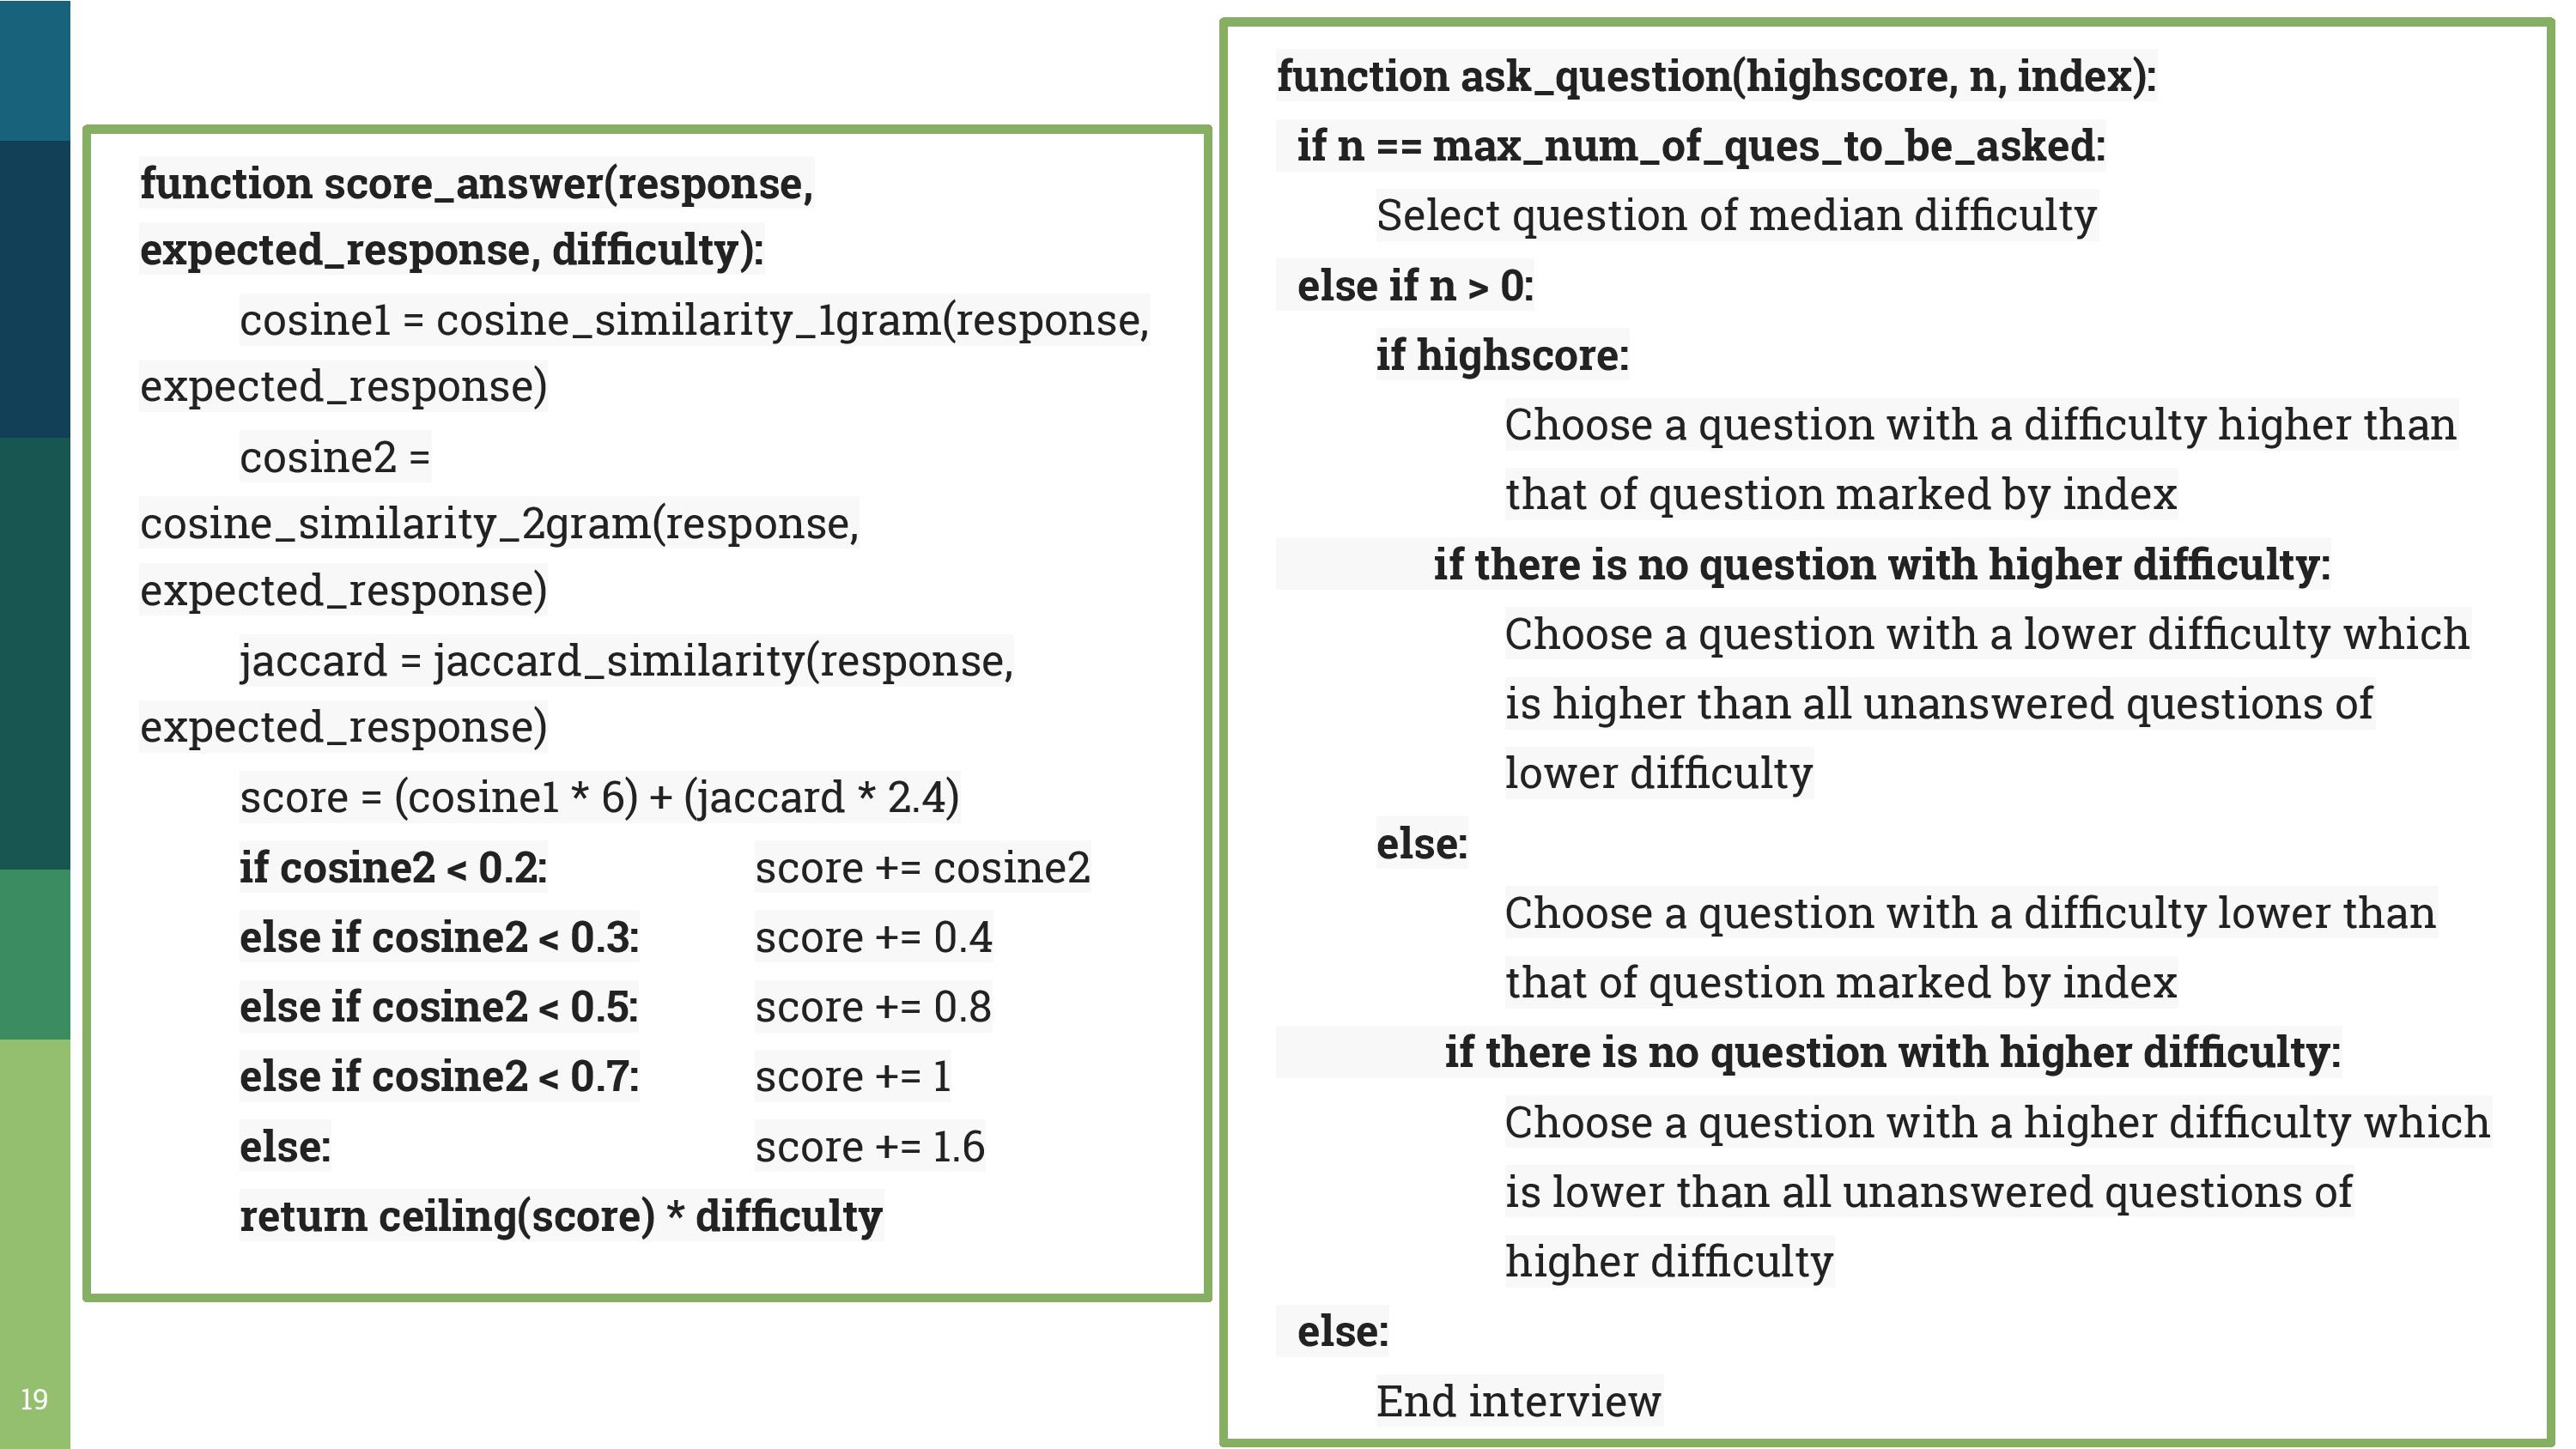 function score_answer(response,
expected_response, difficulty):
cosine1 = cosine_similarity_1gram(response,
expected_response)
cosine2 =
cosine_similarity_2gram(response,
expected_response)
jaccard = jaccard_similarity(response,
expected_response)
score = (cosine1 * 6) + (jaccard * 2.4)
if cosine2 < 0.2: score += cosine2
else if cosine2 < 0.3: score += 0.4
else if cosine2 < 0.5: score += 0.8
else if cosine2 < 0.7: score += 1
else: score += 1.6
return ceiling(score) * difficulty
function ask_question(highscore, n, index):
if n == max_num_of_ques_to_be_asked:
Select question of median difficulty
else if n > 0:
if highscore:
Choose a question with a difficulty higher than
that of question marked by index
if there is no question with higher difficulty:
Choose a question with a lower difficulty which
is higher than all unanswered questions of
lower difficulty
else:
Choose a question with a difficulty lower than
that of question marked by index
if there is no question with higher difficulty:
Choose a question with a higher difficulty which
is lower than all unanswered questions of
higher difficulty
else:
End interview
19